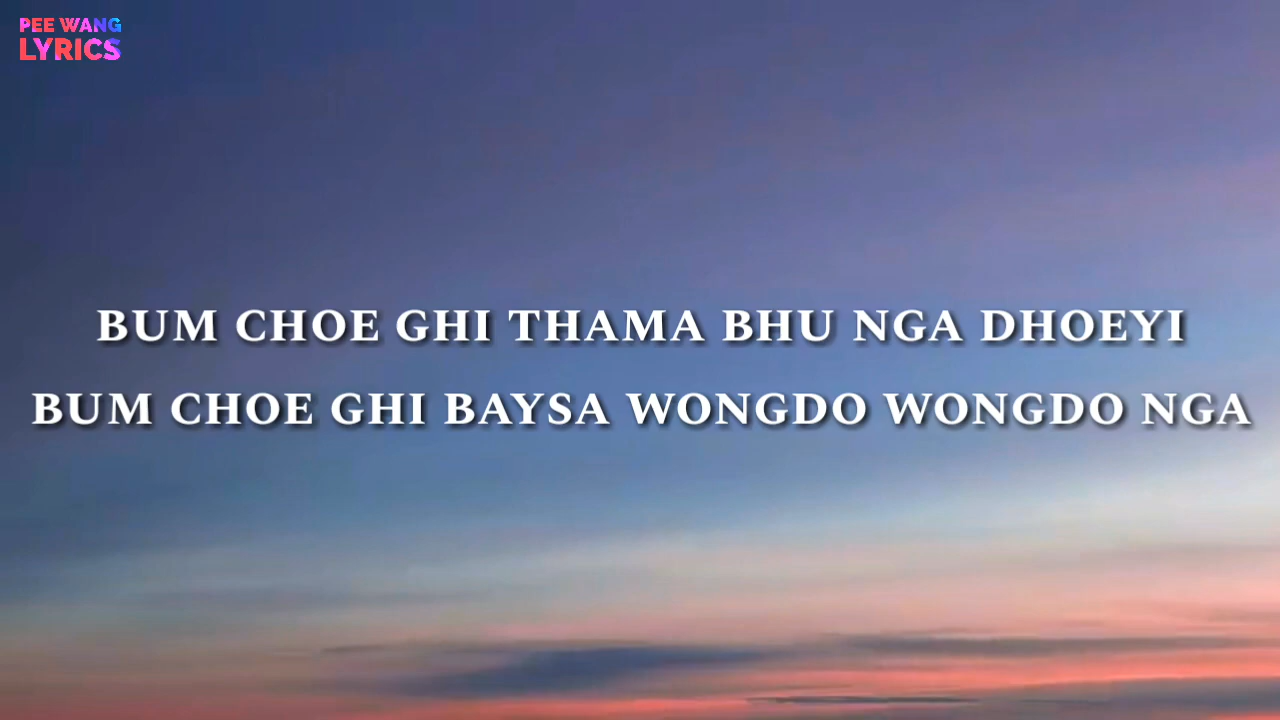 PEE WANG
LYRICS
BUM CHOE GHI THAMA BHU NGA DHOEYI
BUM CHOE GHI BAYSA WONGDO WONGDO NGA